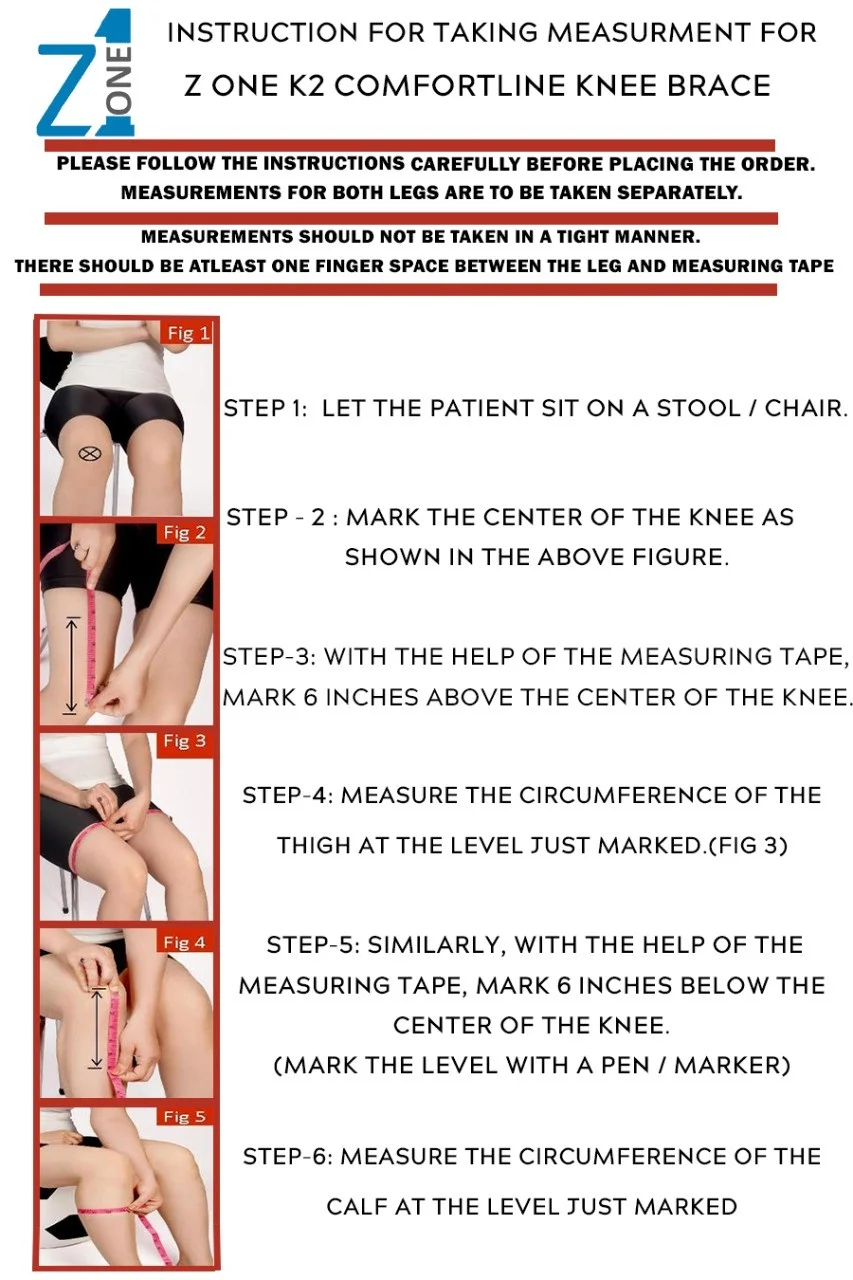 Z ONE 1
INSTRUCTION FOR TAKING MEASURMENT FOR
Z ONE K2 COMFORTLINE KNEE BRACE
PLEASE FOLLOW THE INSTRUCTIONS CAREFULLY BEFORE PLACING THE ORDER.
MEASUREMENTS FOR BOTH LEGS ARE TO BE TAKEN SEPARATELY.
MEASUREMENTS SHOULD NOT BE TAKEN IN A TIGHT MANNER.
THERE SHOULD BE ATLEAST ONE FINGER SPACE BETWEEN THE LEG AND MEASURING TAPE
Fig 1
STEP 1: LET THE PATIENT SIT ON A STOOL / CHAIR.
Fig 2
STEP - 2 : MARK THE CENTER OF THE KNEE AS
SHOWN IN THE ABOVE FIGURE.
STEP-3: WITH THE HELP OF THE MEASURING TAPE,
MARK 6 INCHES ABOVE THE CENTER OF THE KNEE.
Fig 3
STEP-4: MEASURE THE CIRCUMFERENCE OF THE
THIGH AT THE LEVEL JUST MARKED.(FIG 3)
Fig 4
STEP-5: SIMILARLY, WITH THE HELP OF THE
MEASURING TAPE, MARK 6 INCHES BELOW THE
CENTER OF THE KNEE.
(MARK THE LEVEL WITH A PEN / MARKER)
Fig 5
STEP-6: MEASURE THE CIRCUMFERENCE OF THE
CALF AT THE LEVEL JUST MARKED